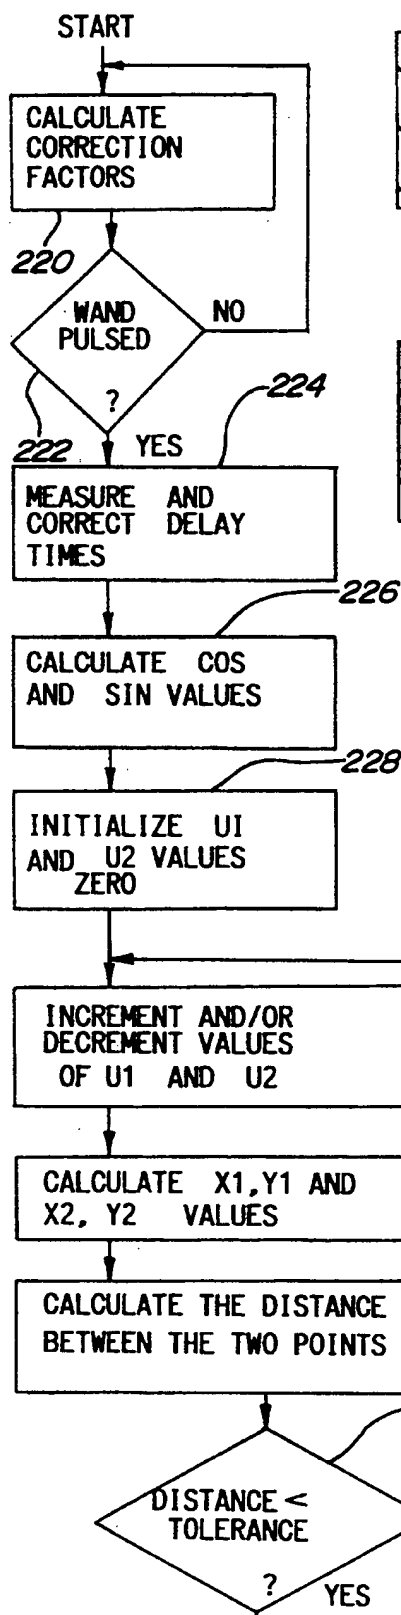 START
CALCULATE
CORRECTION
FACTORS
220
WAND
PULSED
?
NO
222
YES
224
MEASURE AND
CORRECT DELAY
TIMES
226
CALCULATE COS
AND SIN VALUES
228
INITIALIZE UI
AND U2 VALUES
ZERO
INCREMENT AND/OR
DECREMENT VALUES
OF U1 AND U2
CALCULATE X1,Y1 AND
X2, Y2 VALUES
CALCULATE THE DISTANCE
BETWEEN THE TWO POINTS
DISTANCE <
TOLERANCE
?
YES